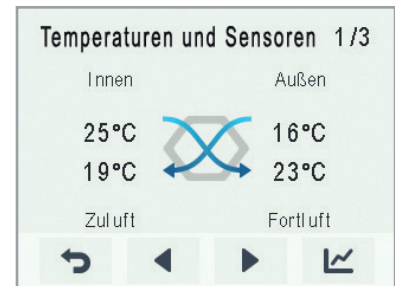 Temperaturen und Sensoren 1/3
Innen Außen
25°C 16°C
19°C 23°C
Zuluft Fortluft